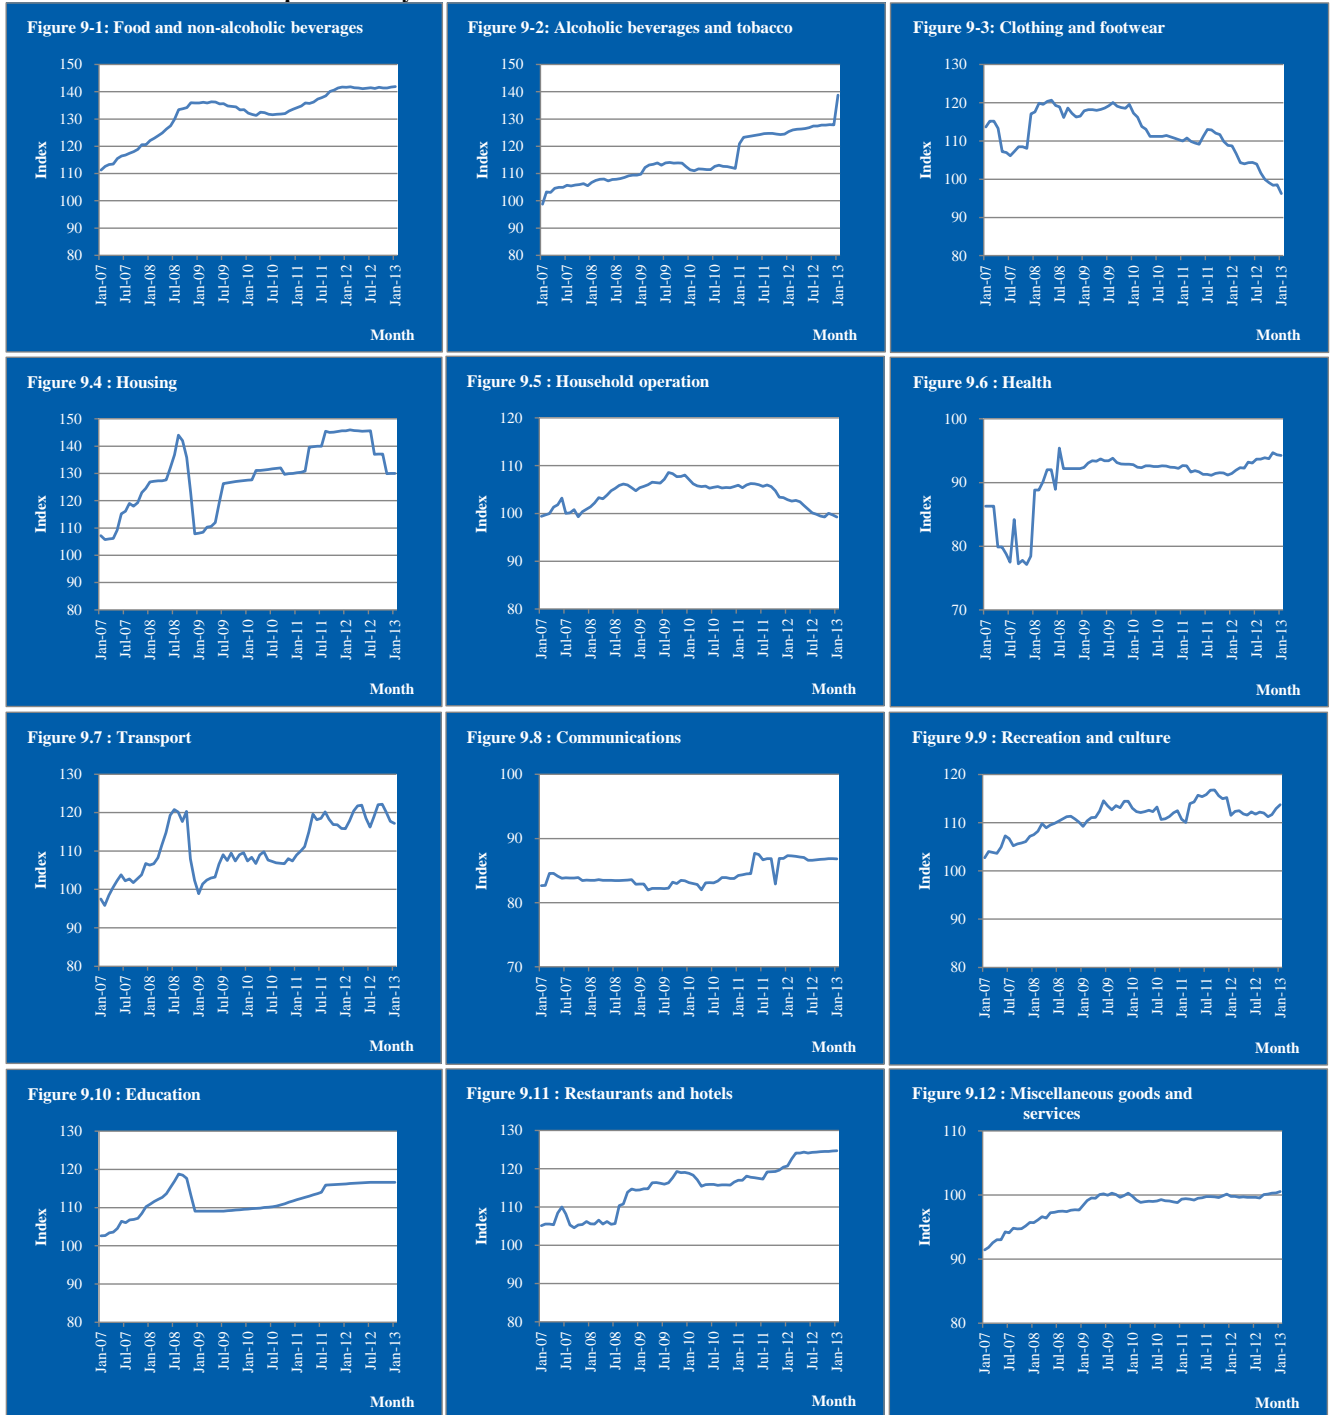 Figure 9-1: Food and non-alcoholic beverages
150
140
130
120
110
100
90
80
Index
Jan-07 Jul-07 Jan-08 Jul-08 Jan-09 Jul-09 Jan-10 Jul-10 Jan-11 Jul-11 Jan-12 Jul-12 Jan-13
Month
Figure 9-2: Alcoholic beverages and tobacco
150
140
130
120
110
100
90
80
Index
Jan-07 Jul-07 Jan-08 Jul-08 Jan-09 Jul-09 Jan-10 Jul-10 Jan-11 Jul-11 Jan-12 Jul-12 Jan-13
Month
Figure 9-3: Clothing and footwear
130
120
110
100
90
80
Index
Jan-07 Jul-07 Jan-08 Jul-08 Jan-09 Jul-09 Jan-10 Jul-10 Jan-11 Jul-11 Jan-12 Jul-12 Jan-13
Month
Figure 9.4 : Housing
150
140
130
120
110
100
90
80
Index
Jan-07 Jul-07 Jan-08 Jul-08 Jan-09 Jul-09 Jan-10 Jul-10 Jan-11 Jul-11 Jan-12 Jul-12 Jan-13
Month
Figure 9.5 : Household operation
120
110
100
90
80
Index
Jan-07 Jul-07 Jan-08 Jul-08 Jan-09 Jul-09 Jan-10 Jul-10 Jan-11 Jul-11 Jan-12 Jul-12 Jan-13
Month
Figure 9.6 : Health
100
90
80
70
Index
Jan-07 Jul-07 Jan-08 Jul-08 Jan-09 Jul-09 Jan-10 Jul-10 Jan-11 Jul-11 Jan-12 Jul-12 Jan-13
Month
Figure 9.7 : Transport
130
120
110
100
90
80
Index
Jan-07 Jul-07 Jan-08 Jul-08 Jan-09 Jul-09 Jan-10 Jul-10 Jan-11 Jul-11 Jan-12 Jul-12 Jan-13
Month
Figure 9.8 : Communications
100
90
80
70
Index
Jan-07 Jul-07 Jan-08 Jul-08 Jan-09 Jul-09 Jan-10 Jul-10 Jan-11 Jul-11 Jan-12 Jul-12 Jan-13
Month
Figure 9.9 : Recreation and culture
120
110
100
90
80
Index
Jan-07 Jul-07 Jan-08 Jul-08 Jan-09 Jul-09 Jan-10 Jul-10 Jan-11 Jul-11 Jan-12 Jul-12 Jan-13
Month
Figure 9.10 : Education
130
120
110
100
90
80
Index
Jan-07 Jul-07 Jan-08 Jul-08 Jan-09 Jul-09 Jan-10 Jul-10 Jan-11 Jul-11 Jan-12 Jul-12 Jan-13
Month
Figure 9.11 : Restaurants and hotels
130
120
110
100
90
80
Index
Jan-07 Jul-07 Jan-08 Jul-08 Jan-09 Jul-09 Jan-10 Jul-10 Jan-11 Jul-11 Jan-12 Jul-12 Jan-13
Month
Figure 9.12 : Miscellaneous goods and
services
110
100
90
80
Index
Jan-07 Jul-07 Jan-08 Jul-08 Jan-09 Jul-09 Jan-10 Jul-10 Jan-11 Jul-11 Jan-12 Jul-12 Jan-13
Month